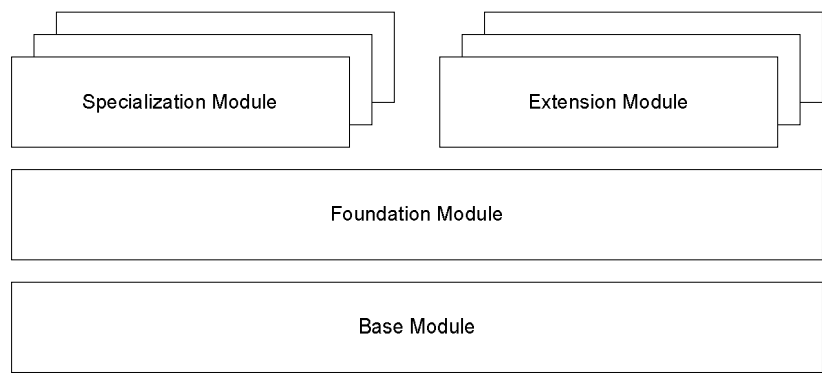 Specialization Module
Extension Module
Foundation Module
Base Module